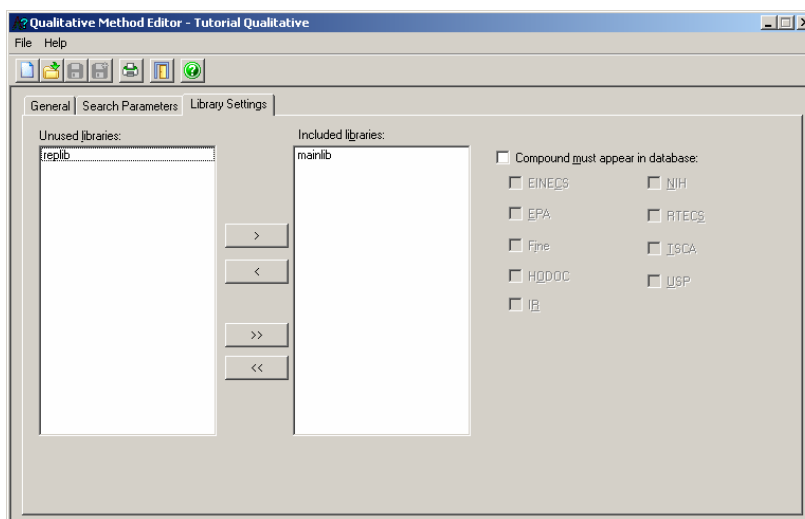 Qualitative Method Editor - Tutorial Qualitative
File Help
General Search Parameters Library Settings
Unused libraries:
Included libraries:
replib
mainlib
Compound must appear in database:
EINECS
NIH
EPA
RTECS
Fine
TSCA
HODOC
USP
IR
>
<
>>
<<